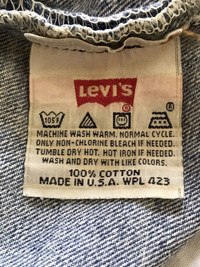 LEVI'S
105F
MACHINE WASH WARM. NORMAL CYCLE.
ONLY NON-CHLORINE BLEACH IF NEEDED.
TUMBLE DRY HOT. HOT IRON IF NEEDED.
WASH AND DRY WITH LIKE COLORS.
100% COTTON
MADE IN U.S.A. WPL 423